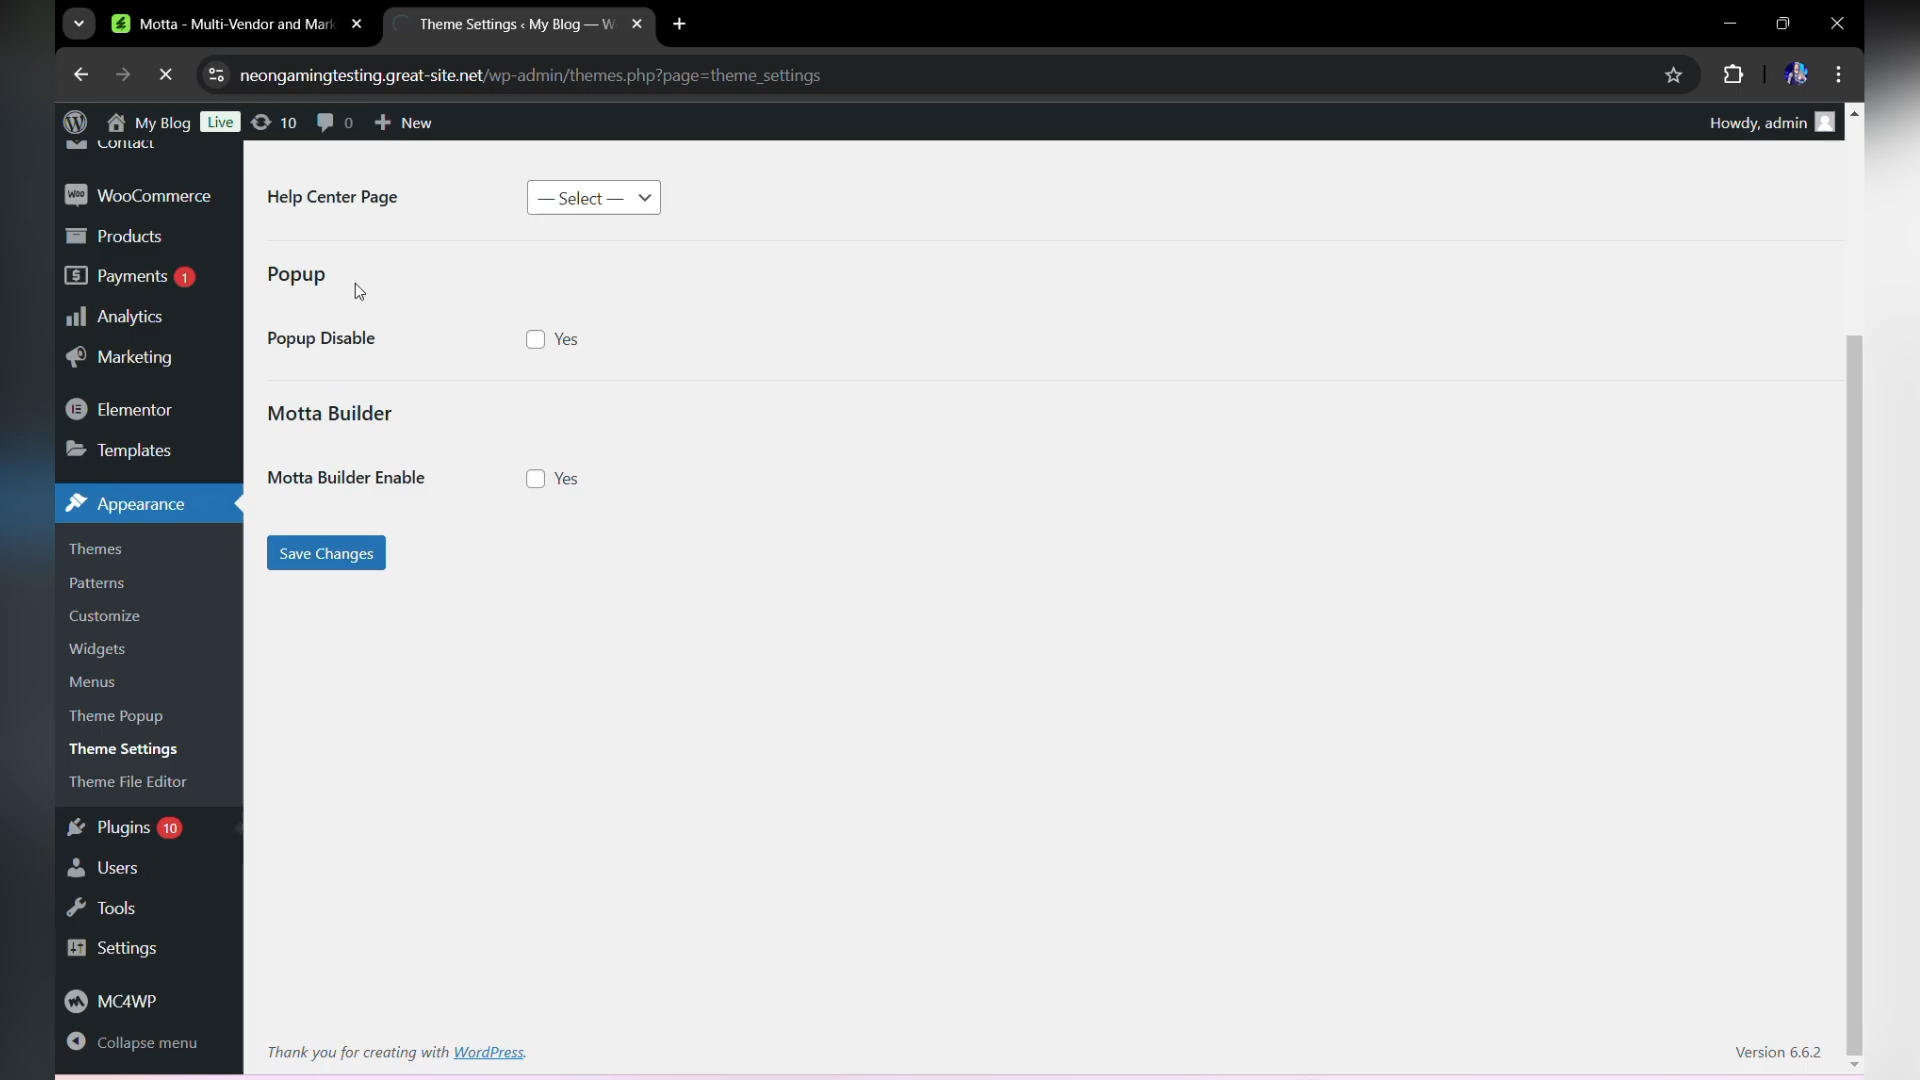 Motta - Multi-Vendor and Mark
Theme Settings ‹ My Blog — W
neongamingtesting.great-site.net/wp-admin/themes.php?page=theme_settings
My Blog
Live
10
0
New
Howdy, admin
Contact
WooCommerce
Products
Payments 1
Analytics
Marketing
Elementor
Templates
Appearance
Themes
Patterns
Customize
Widgets
Menus
Theme Popup
Theme Settings
Theme File Editor
Plugins 10
Users
Tools
Settings
MC4WP
Collapse menu
Help Center Page
— Select —
Popup
Popup Disable
Yes
Motta Builder
Motta Builder Enable
Yes
Save Changes
Thank you for creating with WordPress.
Version 6.6.2